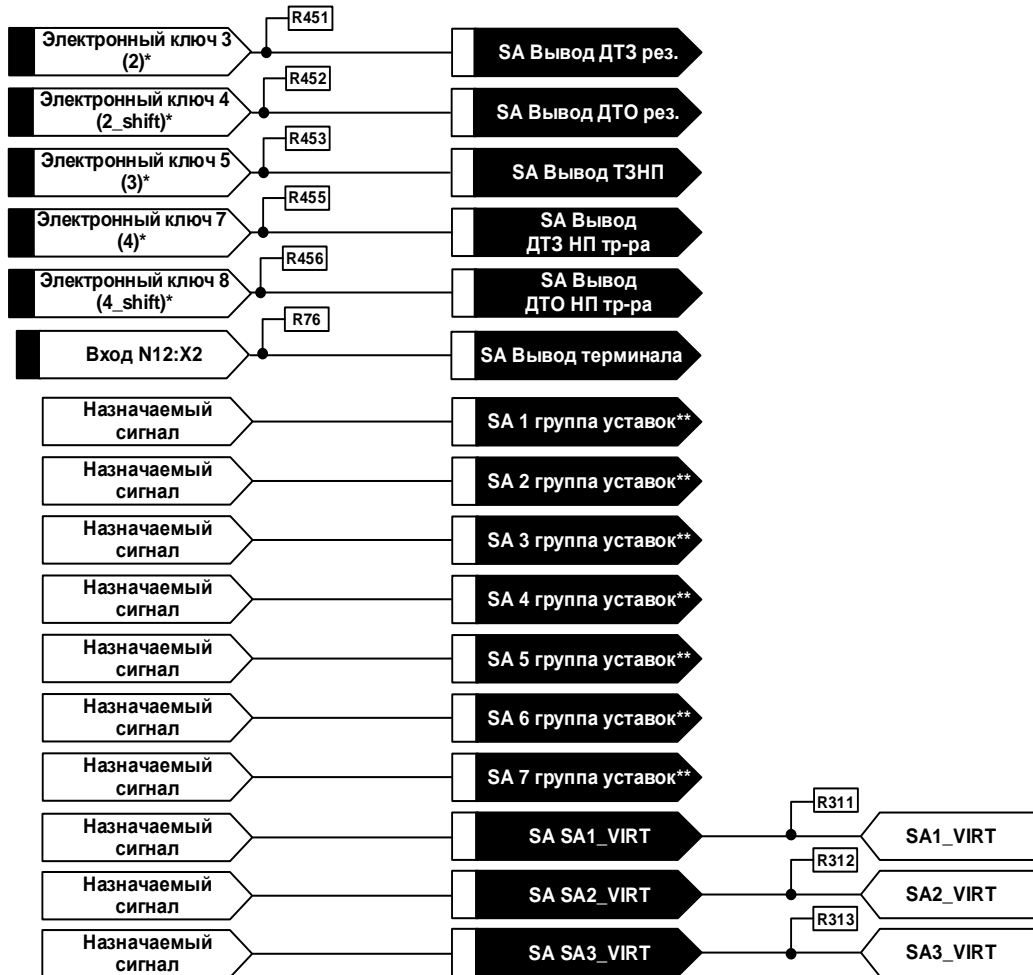 R451
Электронный ключ 3
(2)*
SA Вывод ДТЗ рез.
R452
Электронный ключ 4
(2_shift)*
SA Вывод ДТО рез.
R453
Электронный ключ 5
(3)*
SA Вывод ТЗНП
R455
Электронный ключ 7
(4)*
SA Вывод
ДТЗ НП тр-ра
R456
Электронный ключ 8
(4_shift)*
SA Вывод
ДТО НП тр-ра
R76
Вход N12:X2
SA Вывод терминала
Назначаемый
сигнал
SA 1 группа уставок**
Назначаемый
сигнал
SA 2 группа уставок**
Назначаемый
сигнал
SA 3 группа уставок**
Назначаемый
сигнал
SA 4 группа уставок**
Назначаемый
сигнал
SA 5 группа уставок**
Назначаемый
сигнал
SA 6 группа уставок**
Назначаемый
сигнал
SA 7 группа уставок**
R311
Назначаемый
сигнал
SA SA1_VIRT
SA1_VIRT
R312
Назначаемый
сигнал
SA SA2_VIRT
SA2_VIRT
R313
Назначаемый
сигнал
SA SA3_VIRT
SA3_VIRT